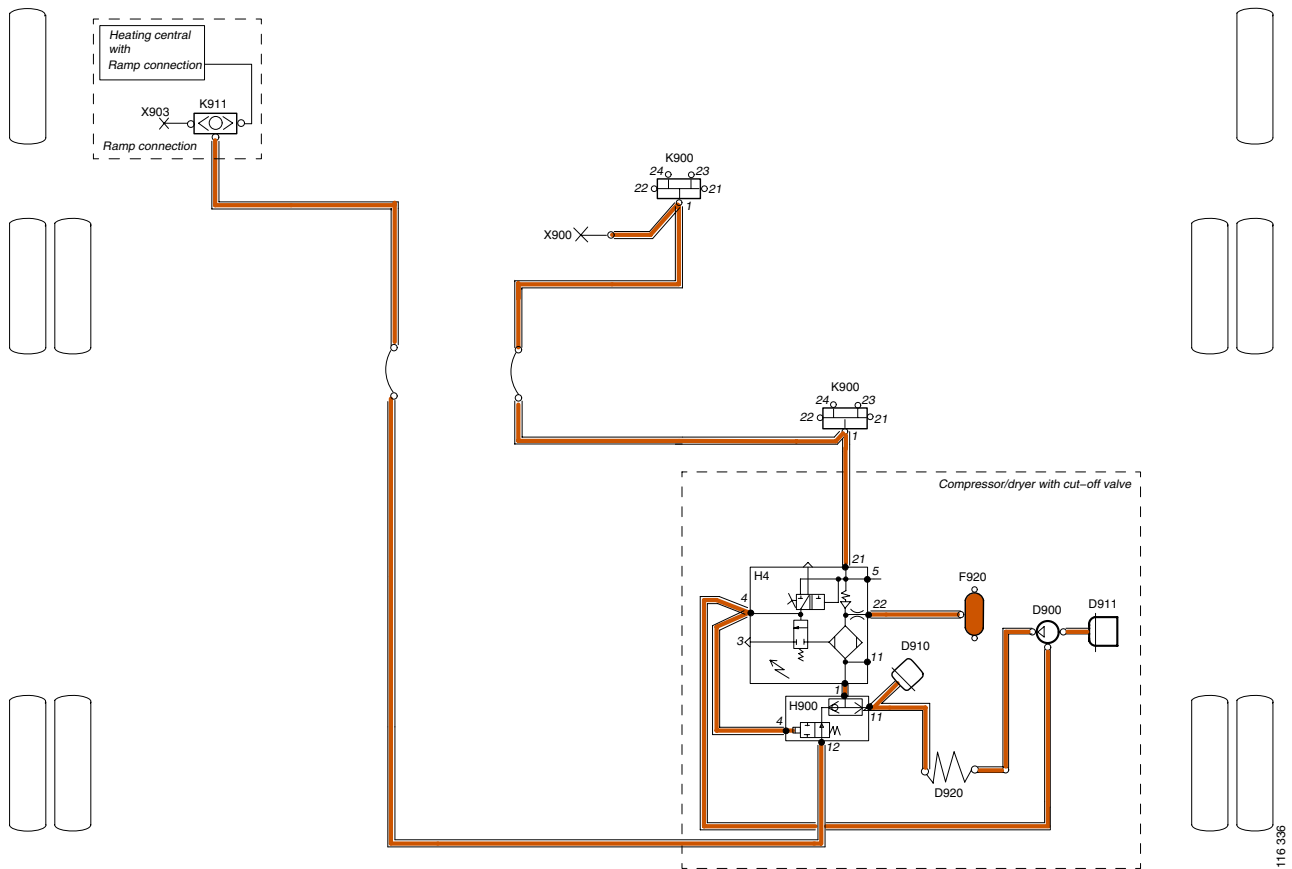 Heating central
with
Ramp connection
K911
X903
Ramp connection
K900
24
23
22
21
1
X900
K900
24
23
22
21
1
Compressor/dryer with cut–off valve
21
H4
5
4
22
F920
D900
D911
3
11
D910
1
H900
11
4
12
D920
116 336